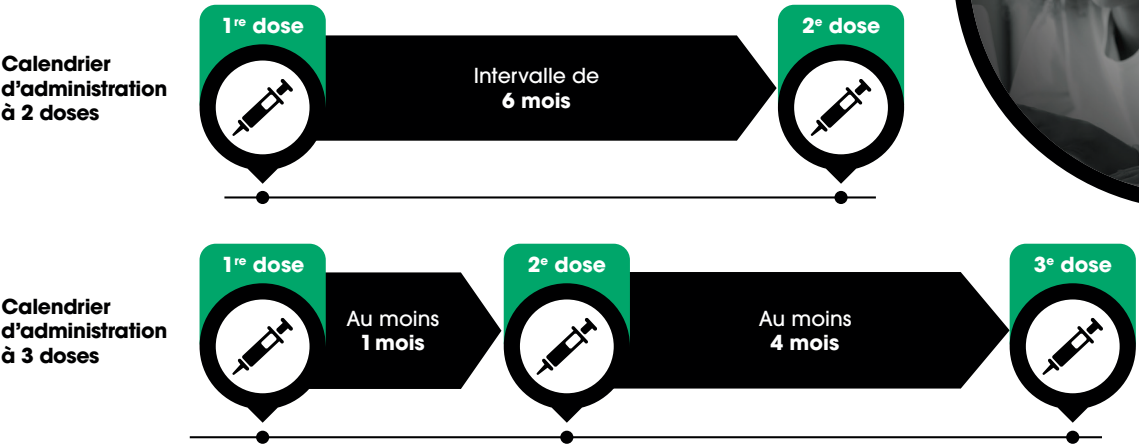 1re dose
2e dose
Calendrier
d'administration
à 2 doses
Intervalle de
6 mois
1re dose
2e dose
3e dose
Calendrier
d'administration
à 3 doses
Au moins
1 mois
Au moins
4 mois